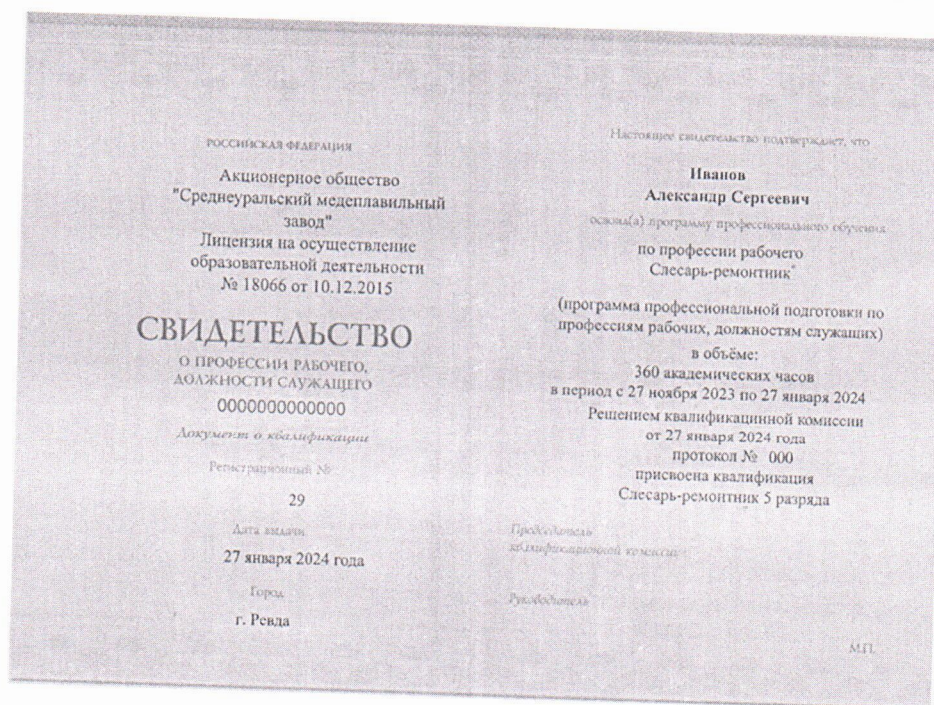 РОССИЙСКАЯ ФЕДЕРАЦИЯ
Акционерное общество
"Среднеуральский медеплавильный
завод"
Лицензия на осуществление
образовательной деятельности
№ 18066 от 10.12.2015
СВИДЕТЕЛЬСТВО
О ПРОФЕССИИ РАБОЧЕГО,
ДОЛЖНОСТИ СЛУЖАЩЕГО
0000000000000
Документ о квалификации
Регистрационный №
29
Дата выдачи
27 января 2024 года
Город
г. Ревда
Настоящее свидетельство подтверждает, что
Иванов
Александр Сергеевич
освоил(а) программу профессионального обучения
по профессии рабочего
Слесарь-ремонтник
(программа профессиональной подготовки по
профессиям рабочих, должностям служащих)
в объёме:
360 академических часов
в период с 27 ноября 2023 по 27 января 2024
Решением квалификацинной комиссии
от 27 января 2024 года
протокол № 000
присвоена квалификация
Слесарь-ремонтник 5 разряда
Председатель
квалификационной комиссии
Руководитель
М.П.